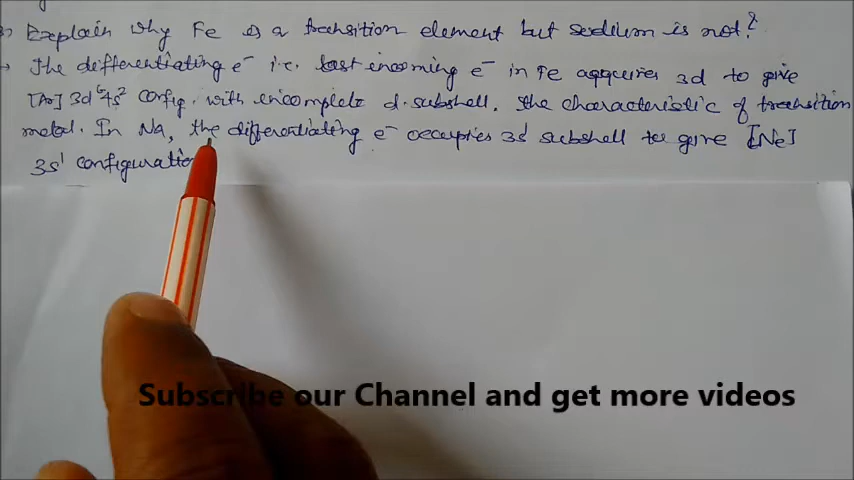 Explain why Fe is a transition element but sodium is not?
The differentiating e⁻ i.e. last incoming e⁻ in Fe acquires 3d to give
[Ar] 3d⁶4s² config. with incomplete d-subshell. The characteristic of transition
metal. In Na, the differentiating e⁻ occupies 3s¹ subshell to give [Ne]
3s¹ configuration
Subscribe our Channel and get more videos